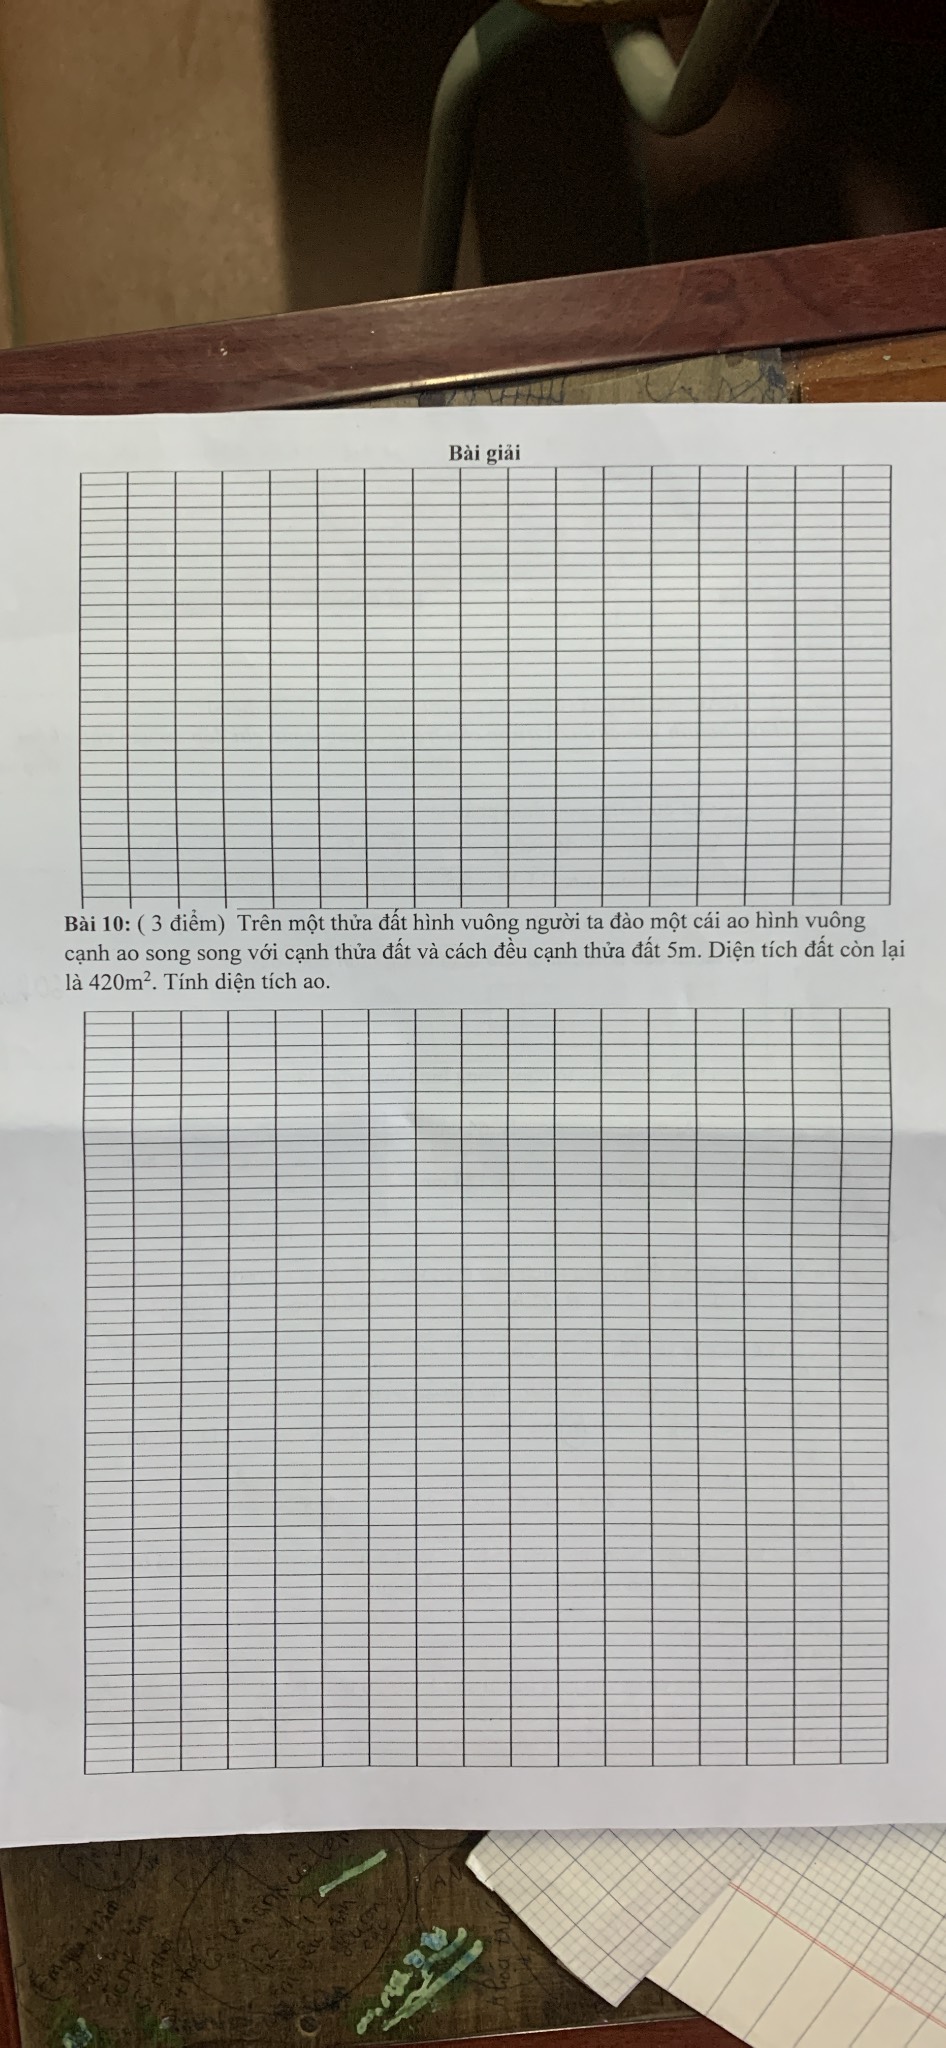 Bài giải
Bài 10: ( 3 điểm) Trên một thửa đất hình vuông người ta đào một cái ao hình vuông
cạnh ao song song với cạnh thửa đất và cách đều cạnh thửa đất 5m. Diện tích đất còn lại
là 420m². Tính diện tích ao.